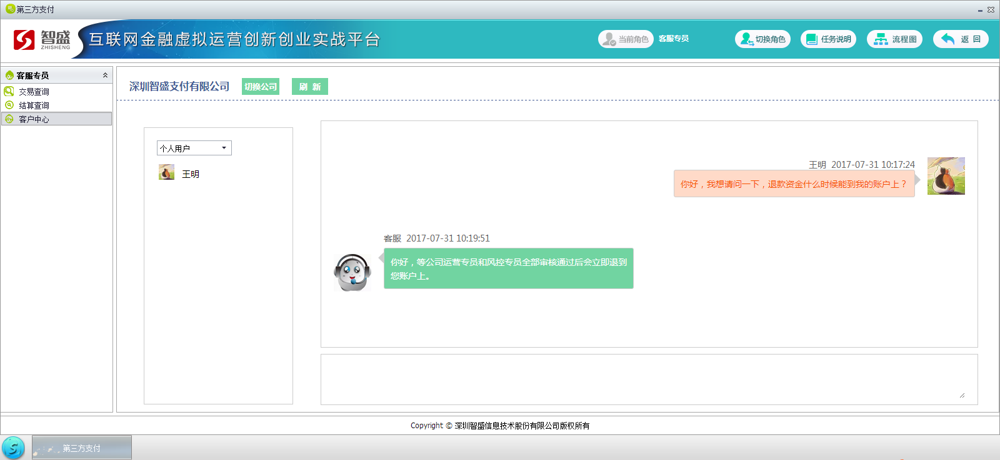 第三方支付
智盛
ZHISHENG
互联网金融虚拟运营创新创业实战平台
当前角色 客服专员
切换角色
任务说明
流程图
返 回
客服专员
交易查询
结算查询
客户中心
深圳智盛支付有限公司
切换公司
刷 新
个人用户
王明
王明 2017-07-31 10:17:24
你好，我想请问一下，退款资金什么时候能到我的账户上？
客服 2017-07-31 10:19:51
你好，等公司运营专员和风控专员全部审核通过后会立即退到
您账户上。
Copyright © 深圳智盛信息技术股份有限公司版权所有
第三方支付